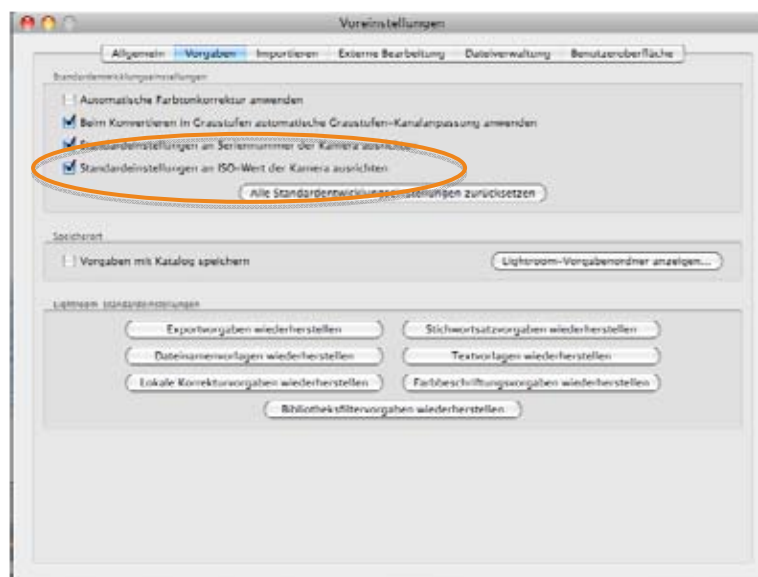 Voreinstellungen
Allgemein Vorgaben Importieren Externe Bearbeitung Dateiverwaltung Benutzeroberfläche
Standardentwicklungseinstellungen
Automatische Farbtonkorrektur anwenden
Beim Konvertieren in Graustufen automatische Graustufen-Kanalanpassung anwenden
Standardeinstellungen an Seriennummer der Kamera ausrichten
Standardeinstellungen an ISO-Wert der Kamera ausrichten
Alle Standardentwicklungseinstellungen zurücksetzen
Speicherort
Vorgaben mit Katalog speichern Lightroom-Vorgabenordner anzeigen...
Lightroom Standardeinstellungen
Exportvorgaben wiederherstellen Stichwortsatzvorgaben wiederherstellen
Dateinamenvorlagen wiederherstellen Textvorlagen wiederherstellen
Lokale Korrekturvorgaben wiederherstellen Farbbeschriftungsvorgaben wiederherstellen
Bibliotheksfiltervorgaben wiederherstellen